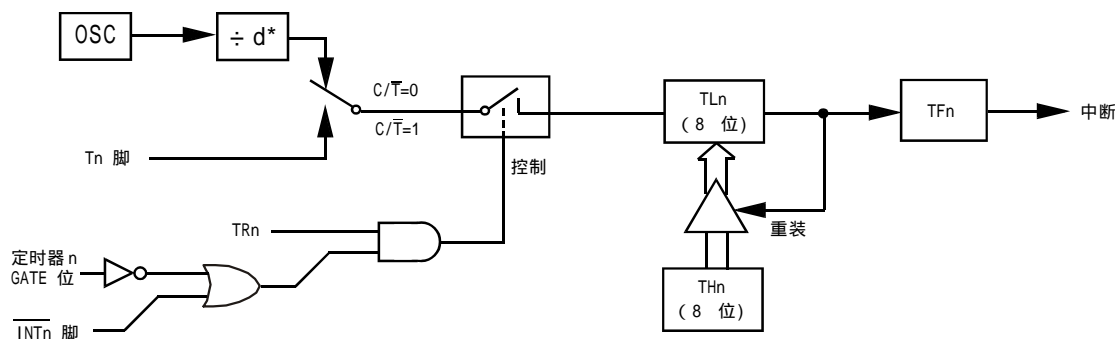 OSC
÷ d*
C/T̅=0
C/T̅=1
Tn 脚
控制
TLn
(8 位)
TFn
中断
重装
TRn
定时器n
GATE 位
I̅N̅T̅n̅ 脚
THn
(8 位)